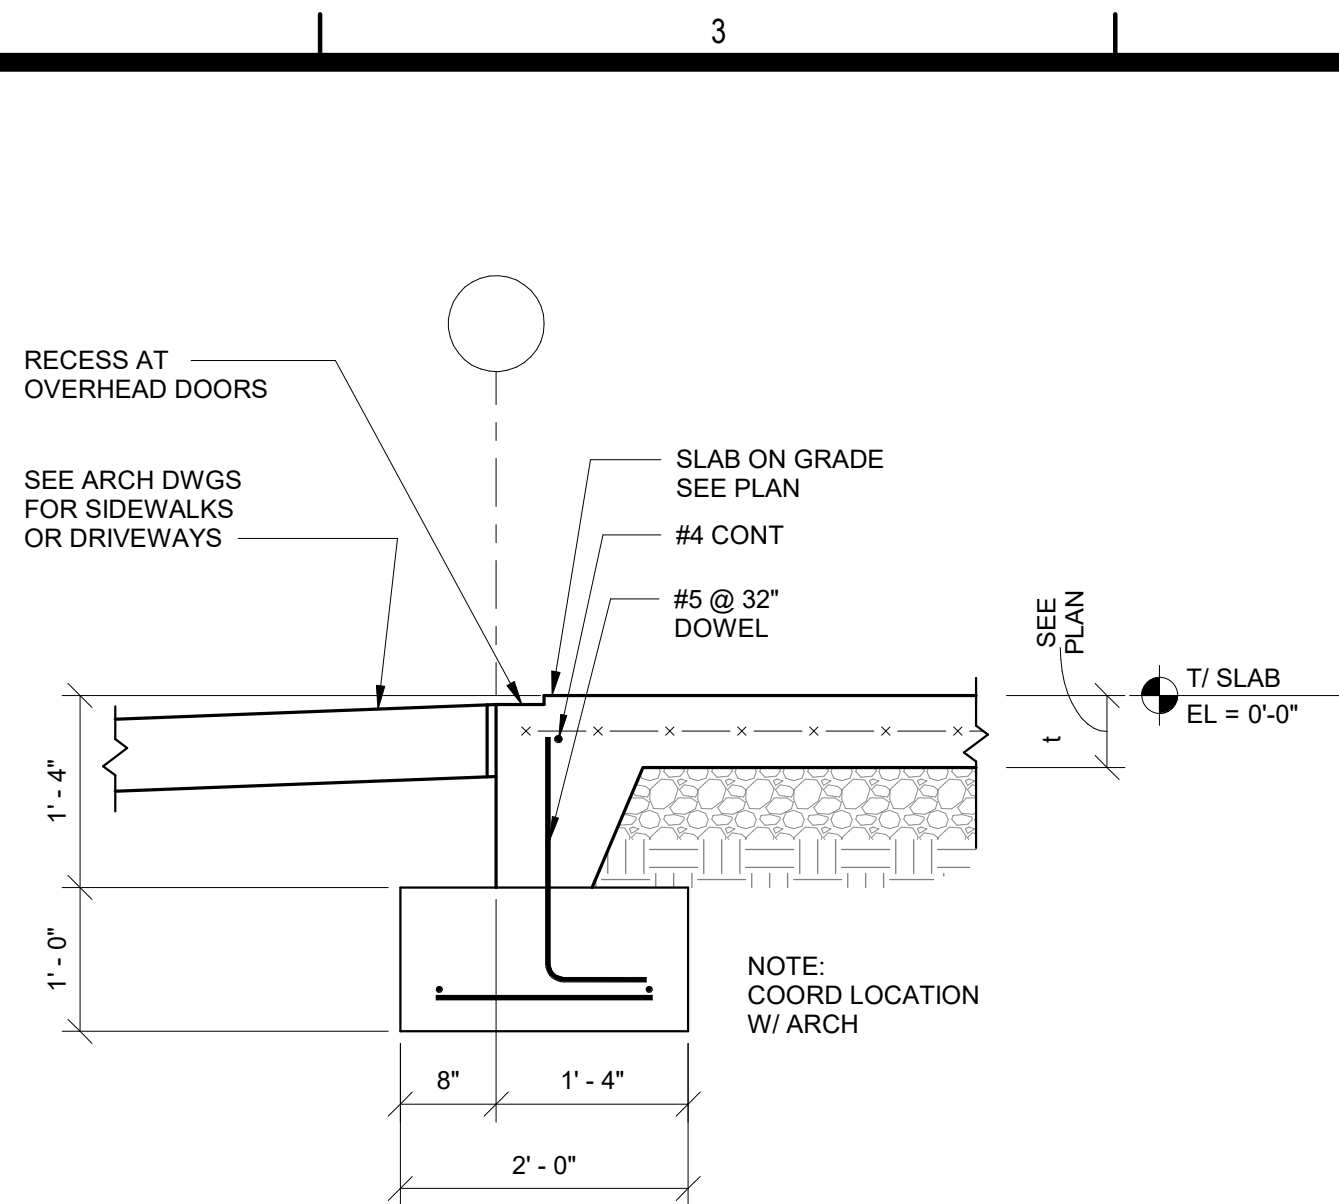 3
RECESS AT
OVERHEAD DOORS
SEE ARCH DWGS
FOR SIDEWALKS
OR DRIVEWAYS
SLAB ON GRADE
SEE PLAN
#4 CONT
#5 @ 32"
DOWEL
SEE
PLAN
T/ SLAB
EL = 0'-0"
t
1' - 4"
1' - 0"
NOTE:
COORD LOCATION
W/ ARCH
8"
1' - 4"
2' - 0"